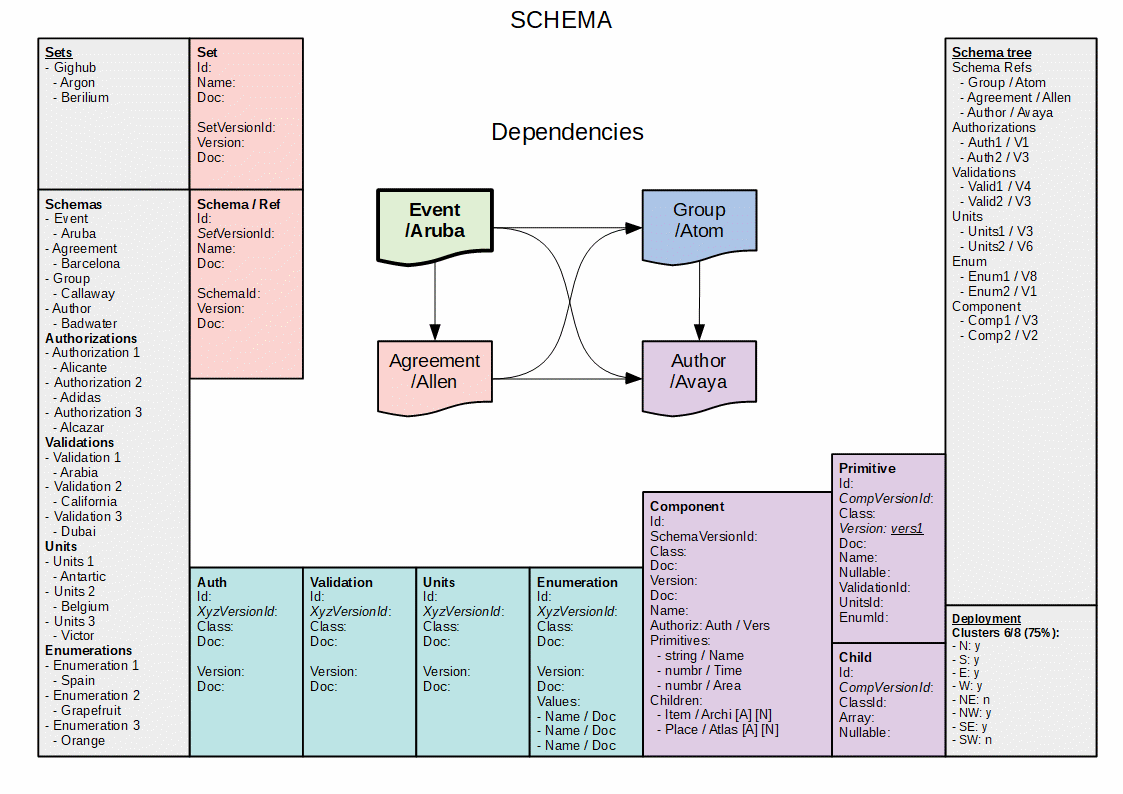 SCHEMA
Sets
- Gighub
- Argon
- Berilium
Set
Id:
Name:
Doc:
SetVersionId:
Version:
Doc:
Schemas
- Event
- Aruba
- Agreement
- Barcelona
- Group
- Callaway
- Author
- Badwater
Authorizations
- Authorization 1
- Alicante
- Authorization 2
- Adidas
- Authorization 3
- Alcazar
Validations
- Validation 1
- Arabia
- Validation 2
- California
- Validation 3
- Dubai
Units
- Units 1
- Antartic
- Units 2
- Belgium
- Units 3
- Victor
Enumerations
- Enumeration 1
- Spain
- Enumeration 2
- Grapefruit
- Enumeration 3
- Orange
Schema / Ref
Id:
SetVersionId:
Name:
Doc:
SchemaId:
Version:
Doc:
Dependencies
Event
/Aruba
Group
/Atom
Agreement
/Allen
Author
/Avaya
Auth
Id:
XyzVersionId:
Class:
Doc:
Version:
Doc:
Validation
Id:
XyzVersionId:
Class:
Doc:
Version:
Doc:
Units
Id:
XyzVersionId:
Class:
Doc:
Version:
Doc:
Enumeration
Id:
XyzVersionId:
Class:
Doc:
Version:
Doc:
Values:
- Name / Doc
- Name / Doc
- Name / Doc
Component
Id:
SchemaVersionId:
Class:
Doc:
Version:
Doc:
Name:
Authoriz: Auth / Vers
Primitives:
- string / Name
- numbr / Time
- numbr / Area
Children:
- Item / Archi [A] [N]
- Place / Atlas [A] [N]
Primitive
Id:
CompVersionId:
Class:
Version: vers1
Doc:
Name:
Nullable:
ValidationId:
UnitsId:
EnumId:
Child
Id:
CompVersionId:
ClassId:
Array:
Nullable:
Schema tree
Schema Refs
- Group / Atom
- Agreement / Allen
- Author / Avaya
Authorizations
- Auth1 / V1
- Auth2 / V3
Validations
- Valid1 / V4
- Valid2 / V3
Units
- Units1 / V3
- Units2 / V6
Enum
- Enum1 / V8
- Enum2 / V1
Component
- Comp1 / V3
- Comp2 / V2
Deployment
Clusters 6/8 (75%):
- N: y
- S: y
- E: y
- W: y
- NE: n
- NW: y
- SE: y
- SW: n